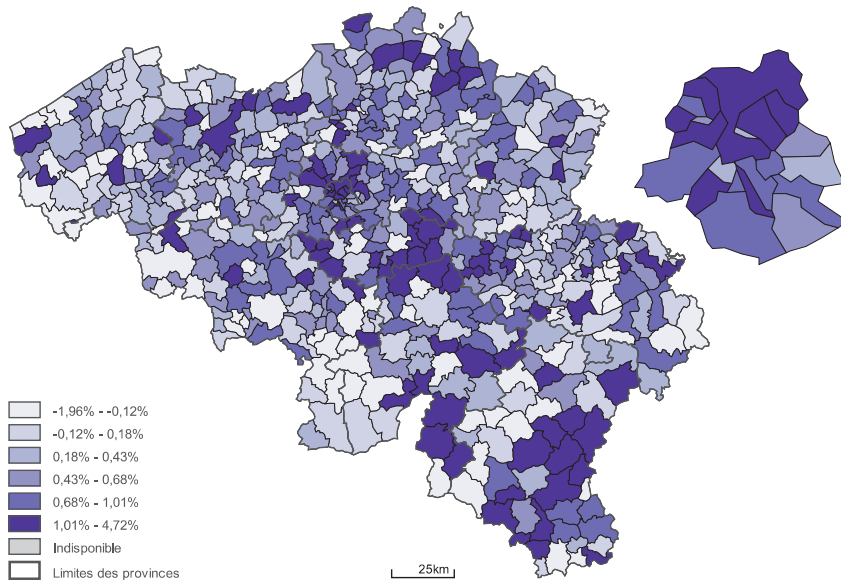 -1,96% - -0,12%
-0,12% - 0,18%
0,18% - 0,43%
0,43% - 0,68%
0,68% - 1,01%
1,01% - 4,72%
Indisponible
Limites des provinces
25km